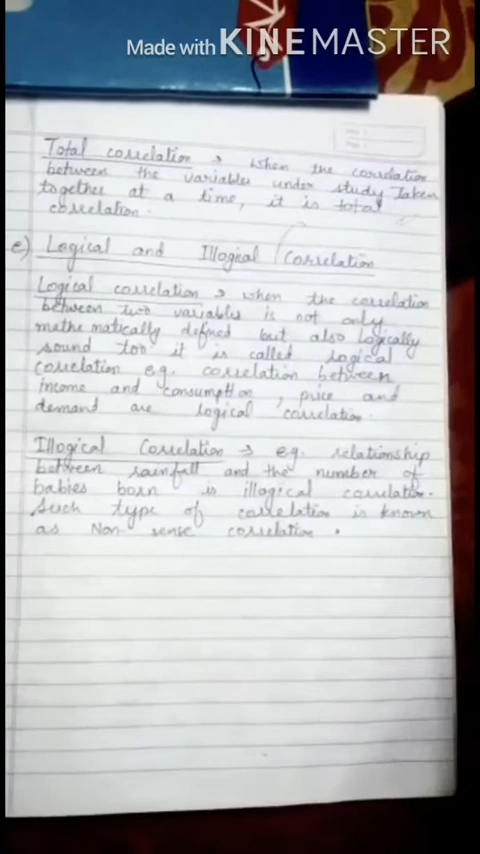 Made with KINEMASTER
Total correlation → when the correlation
between the variables under study taken
together at a time, it is total
correlation.
e) Logical and Illogical Correlation
Logical correlation → when the correlation
between two variables is not only
mathematically defined but also logically
sound too it is called logical
correlation e.g. correlation between
income and consumption, price and
demand are logical correlation.
Illogical Correlation → eg. relationship
between rainfall and the number of
babies born is illogical correlation.
Such type of correlation is known
as Non-sense correlation.